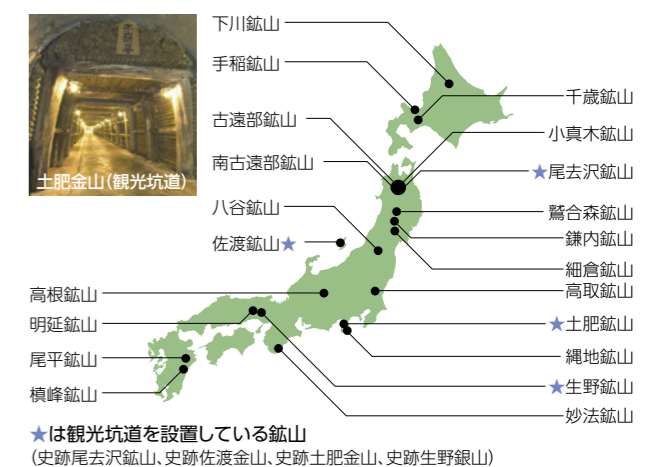 下川鉱山
手稲鉱山
古遠部鉱山
南古遠部鉱山
八谷鉱山
佐渡鉱山★
高根鉱山
明延鉱山
尾平鉱山
槙峰鉱山
千歳鉱山
小真木鉱山
★尾去沢鉱山
鷲合森鉱山
鎌内鉱山
細倉鉱山
高取鉱山
★土肥鉱山
縄地鉱山
★生野鉱山
妙法鉱山
土肥金山(観光坑道)
★は観光坑道を設置している鉱山
(史跡尾去沢鉱山、史跡佐渡金山、史跡土肥金山、史跡生野銀山)